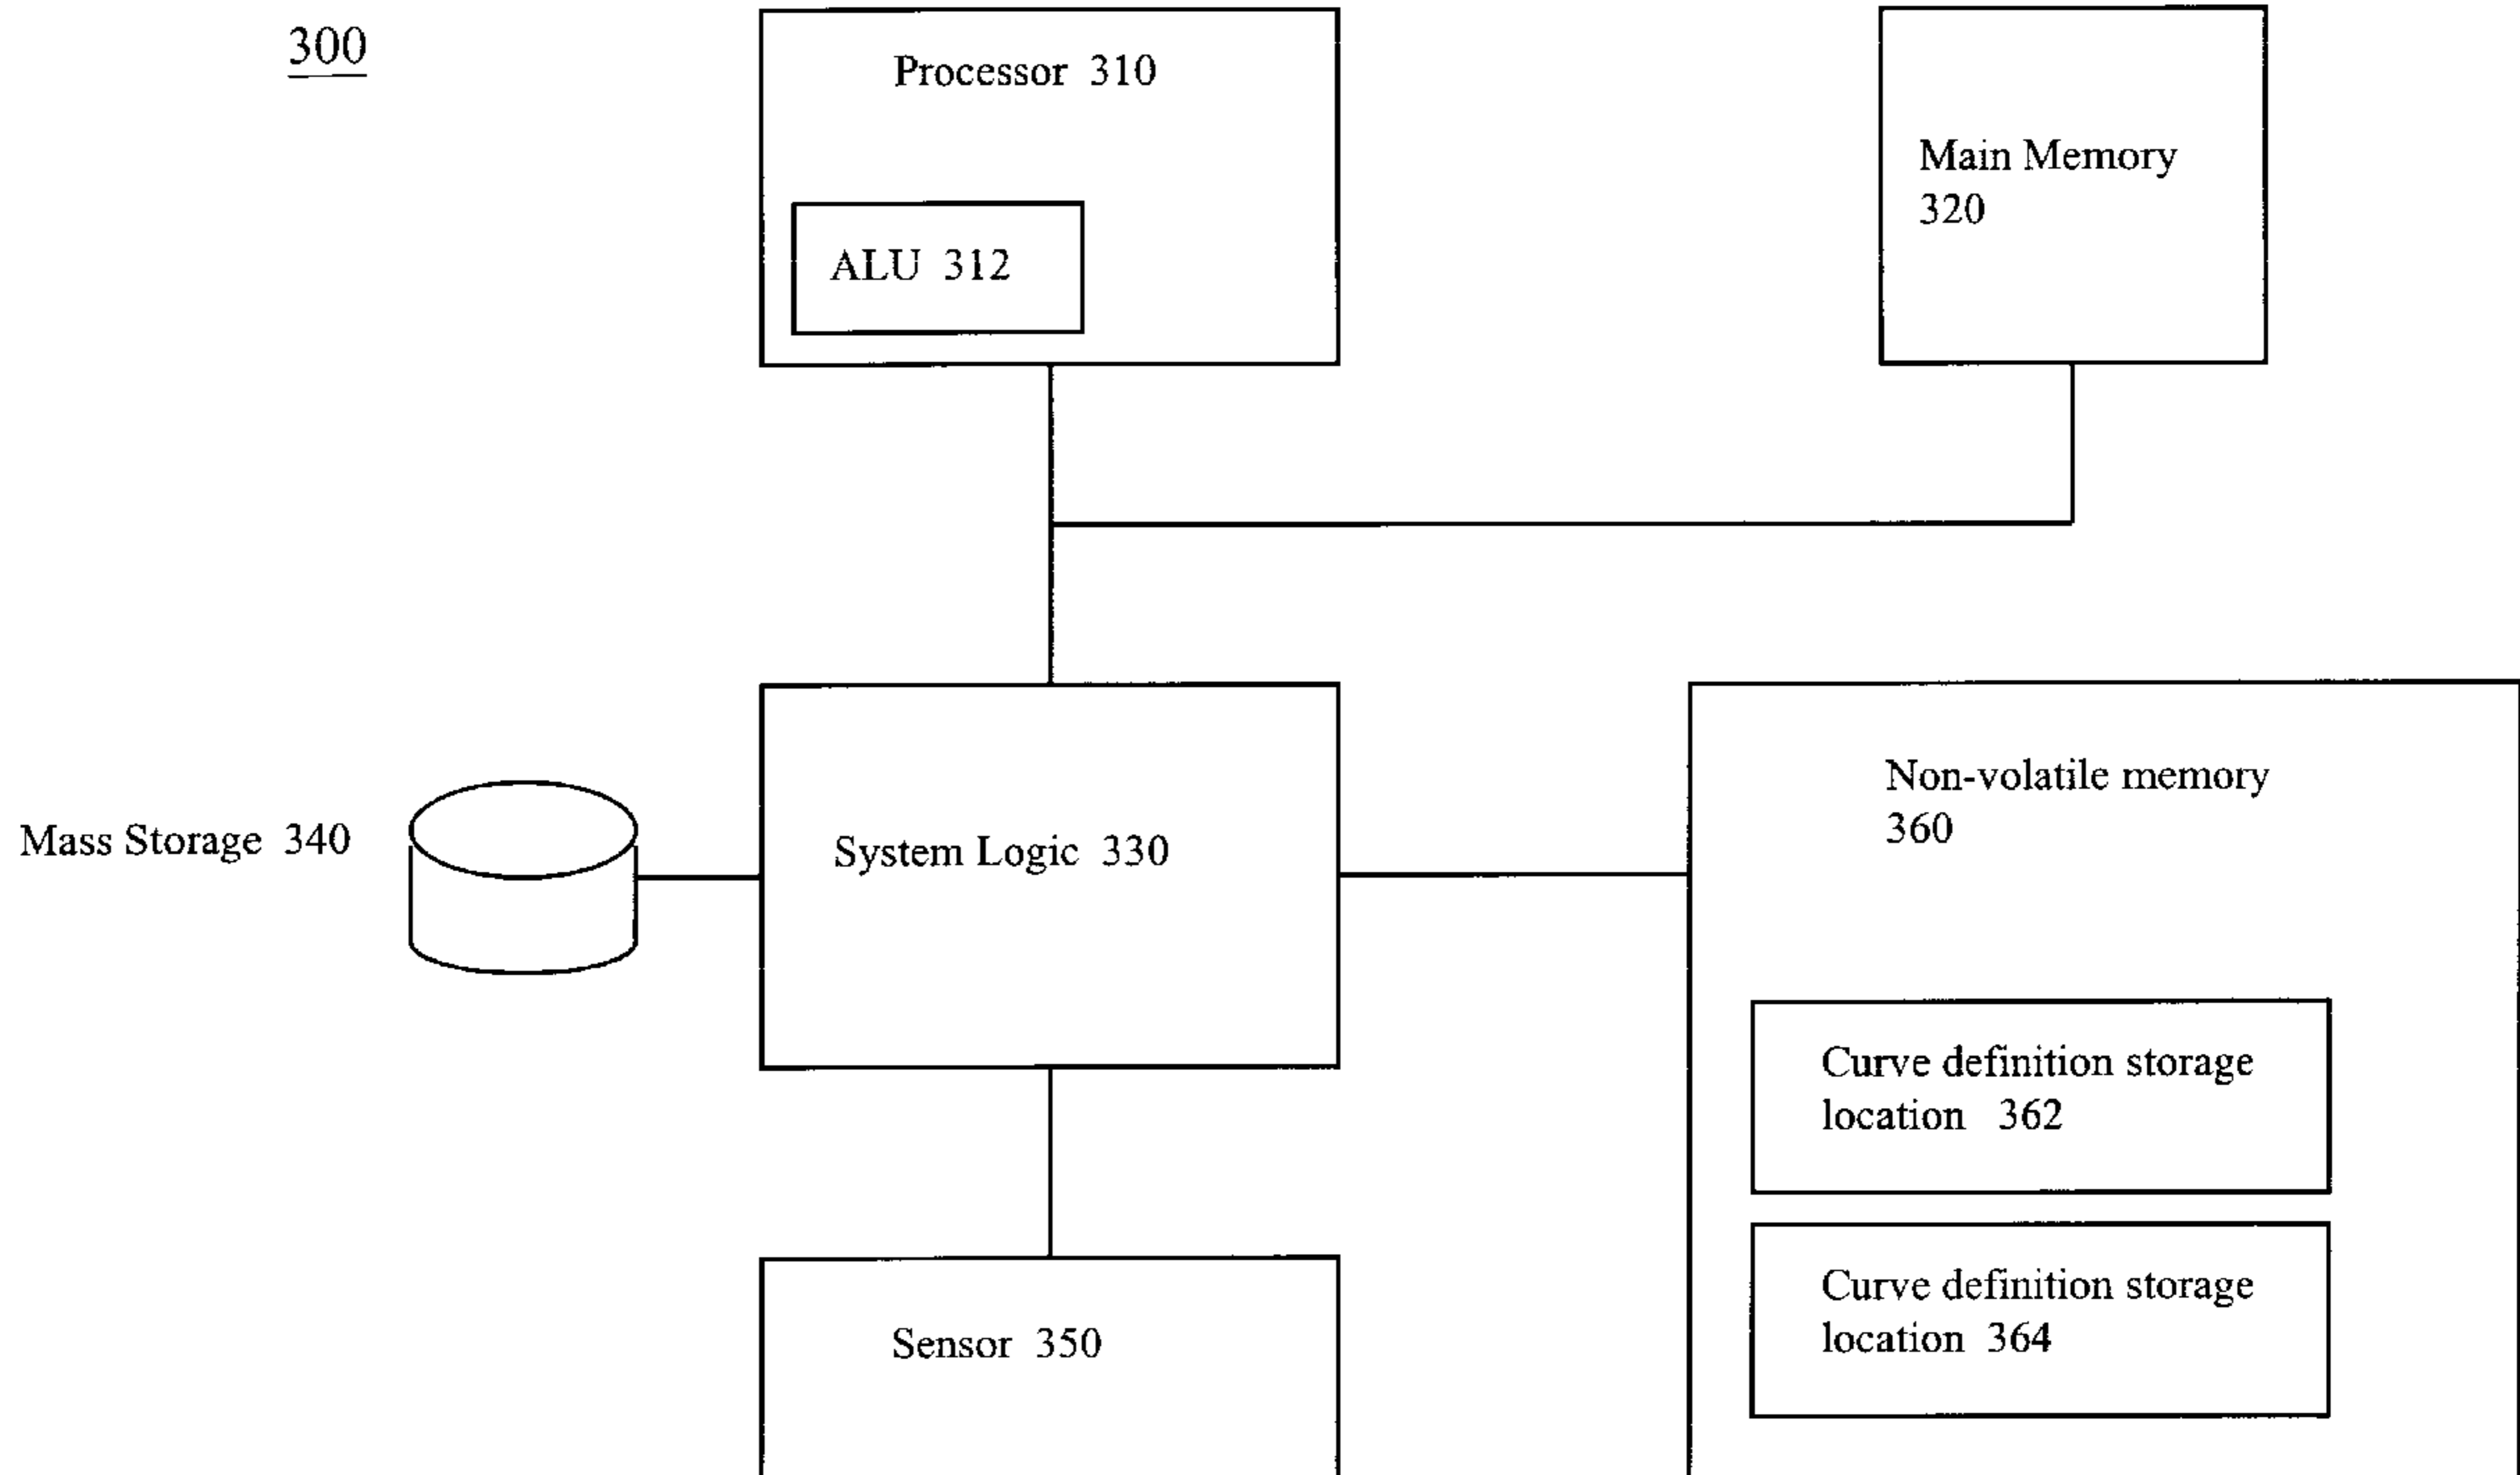 300
Processor 310
Main Memory
320
ALU 312
Mass Storage 340
System Logic 330
Non-volatile memory
360
Curve definition storage
location 362
Curve definition storage
location 364
Sensor 350